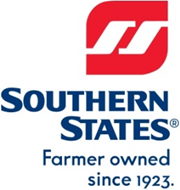 SOUTHERN
STATES®
Farmer owned
since 1923.